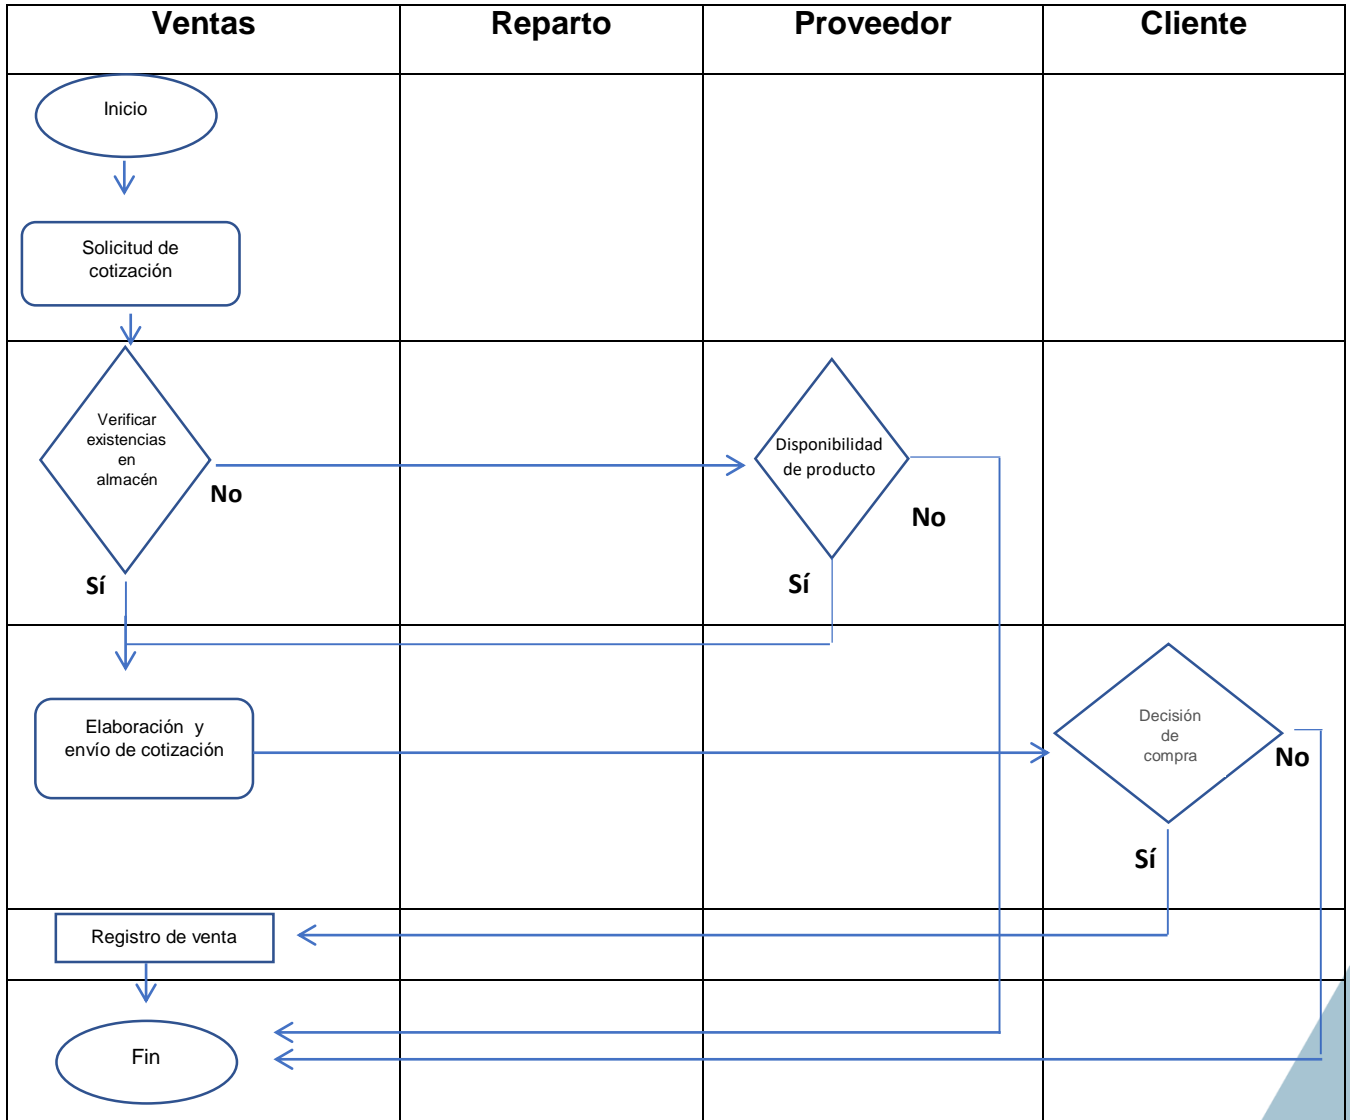 Ventas
Reparto
Proveedor
Cliente
Inicio
Solicitud de
cotización
Verificar
existencias
en
almacén
No
Sí
Disponibilidad
de producto
No
Sí
Elaboración y
envío de cotización
Decisión
de
compra
No
Sí
Registro de venta
Fin